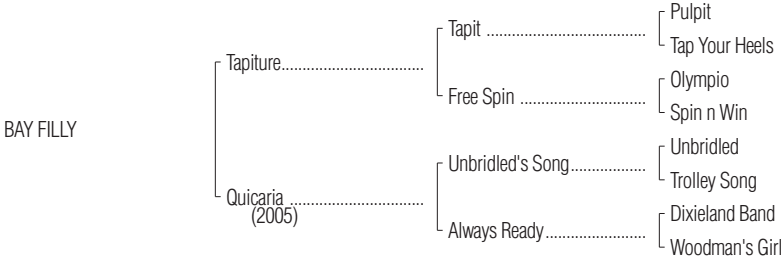 Pulpit
Tapit ....................................
Tap Your Heels
Tapiture................................
Olympio
Free Spin ............................
Spin n Win
BAY FILLY
Unbridled
Unbridled's Song.................
Trolley Song
Quicaria ..............................
(2005)
Dixieland Band
Always Ready.......................
Woodman's Girl